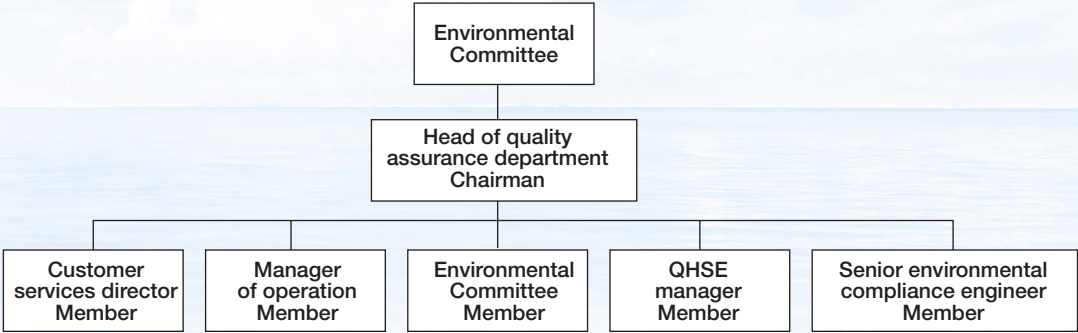 Environmental
Committee
Head of quality
assurance department
Chairman
Customer
services director
Member
Manager
of operation
Member
Environmental
Committee
Member
QHSE
manager
Member
Senior environmental
compliance engineer
Member